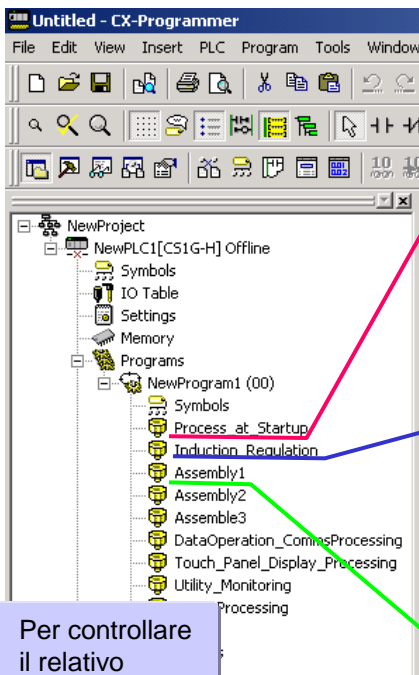 Untitled - CX-Programmer
File Edit View Insert PLC Program Tools Window
NewProject
NewPLC1[CS1G-H] Offline
Symbols
IO Table
Settings
Memory
Programs
NewProgram1 (00)
Symbols
Process_at_Startup
Induction_Regulation
Assembly1
Assembly2
Assemble3
DataOperation_CommsProcessing
Touch_Panel_Display_Processing
Utility_Monitoring
Processing
Per controllare
il relativo